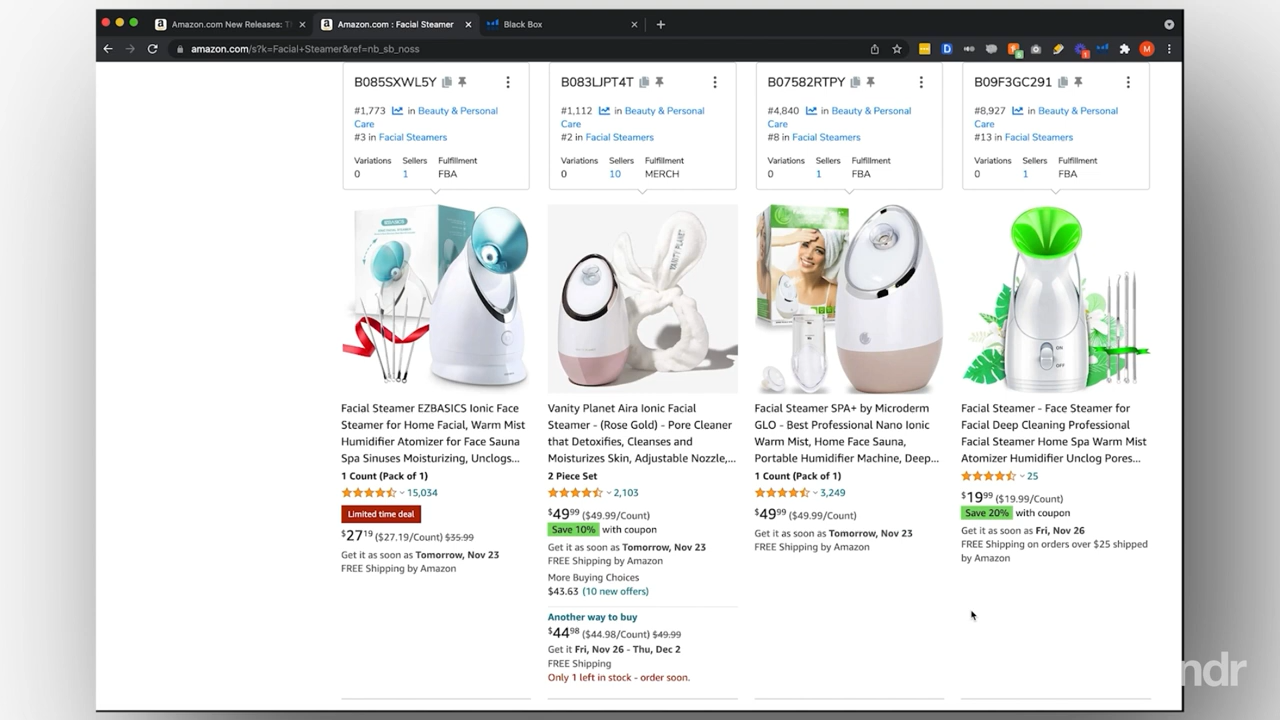 Amazon.com New Releases: Th
Amazon.com : Facial Steamer
Black Box
amazon.com/s?k=Facial+Steamer&ref=nb_sb_noss
M
B085SXWL5Y
#1,773 in Beauty & Personal
Care
#3 in Facial Steamers
Variations Sellers Fulfillment
0 1 FBA
B083LJPT4T
#1,112 in Beauty & Personal
Care
#2 in Facial Steamers
Variations Sellers Fulfillment
0 10 MERCH
B07582RTPY
#4,840 in Beauty & Personal
Care
#8 in Facial Steamers
Variations Sellers Fulfillment
0 1 FBA
B09F3GC291
#8,927 in Beauty & Personal
Care
#13 in Facial Steamers
Variations Sellers Fulfillment
0 1 FBA
VANITY PLANET
ON
OFF
Facial Steamer EZBASICS Ionic Face
Steamer for Home Facial, Warm Mist
Humidifier Atomizer for Face Sauna
Spa Sinuses Moisturizing, Unclogs...
1 Count (Pack of 1)
15,034
Limited time deal
$27.19 ($27.19/Count) $35.99
Get it as soon as Tomorrow, Nov 23
FREE Shipping by Amazon
Vanity Planet Aira Ionic Facial
Steamer - (Rose Gold) - Pore Cleaner
that Detoxifies, Cleanses and
Moisturizes Skin, Adjustable Nozzle,...
2 Piece Set
2,103
$49.99 ($49.99/Count)
Save 10% with coupon
Get it as soon as Tomorrow, Nov 23
FREE Shipping by Amazon
More Buying Choices
$43.63 (10 new offers)
Another way to buy
$44.98 ($44.98/Count) $49.99
Get it Fri, Nov 26 - Thu, Dec 2
FREE Shipping
Only 1 left in stock - order soon.
Facial Steamer SPA+ by Microderm
GLO - Best Professional Nano Ionic
Warm Mist, Home Face Sauna,
Portable Humidifier Machine, Deep...
1 Count (Pack of 1)
3,249
$49.99 ($49.99/Count)
Get it as soon as Tomorrow, Nov 23
FREE Shipping by Amazon
Facial Steamer - Face Steamer for
Facial Deep Cleaning Professional
Facial Steamer Home Spa Warm Mist
Atomizer Humidifier Unclog Pores...
25
$19.99 ($19.99/Count)
Save 20% with coupon
Get it as soon as Fri, Nov 26
FREE Shipping on orders over $25 shipped
by Amazon
ndr